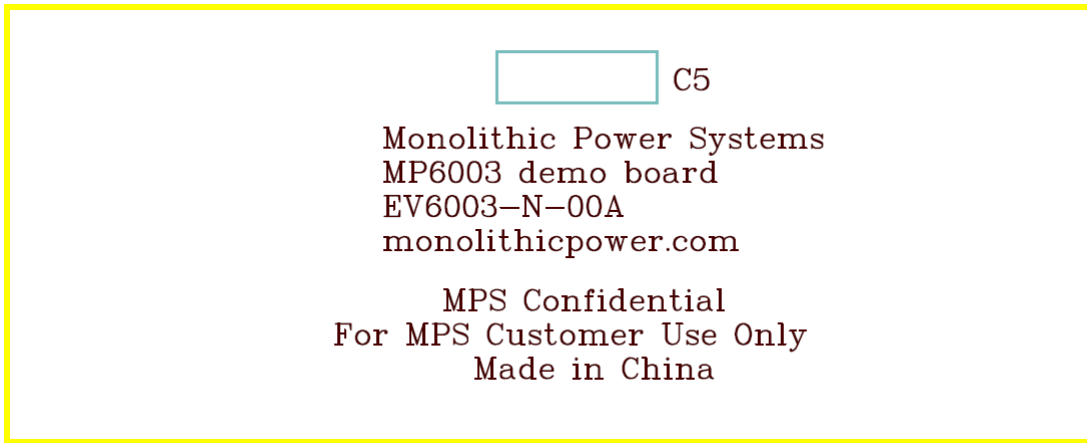 C5
Monolithic Power Systems
MP6003 demo board
EV6003-N-00A
monolithicpower.com
MPS Confidential
For MPS Customer Use Only
Made in China